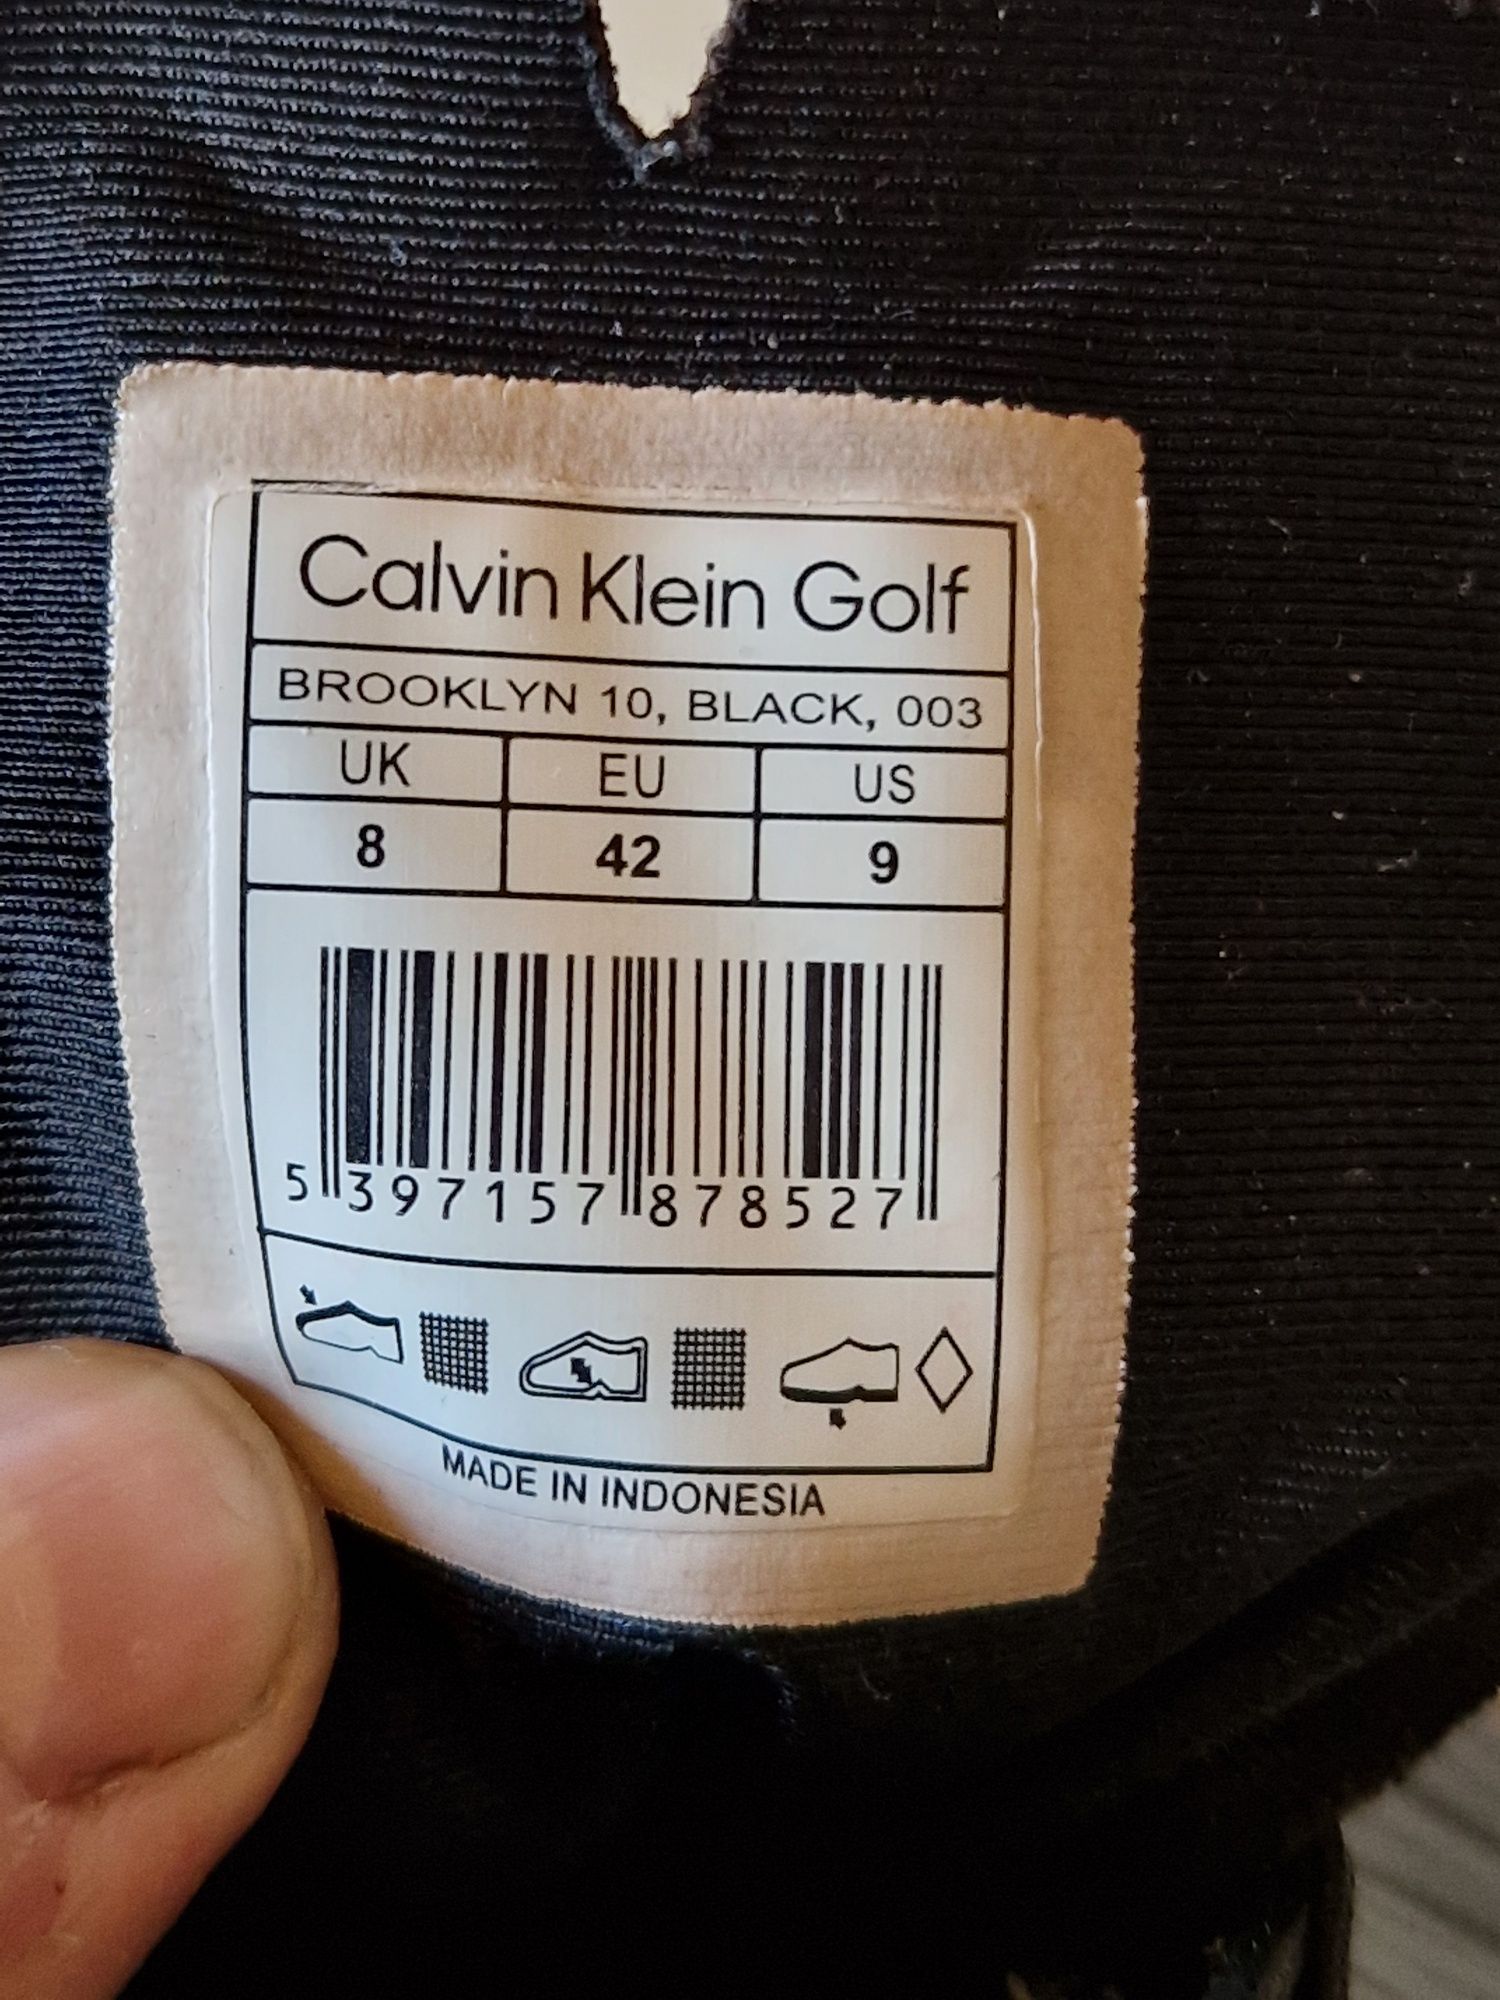 Calvin Klein Golf
BROOKLYN 10, BLACK, 003
UK EU US
8 42 9
5 397157 878527
MADE IN INDONESIA